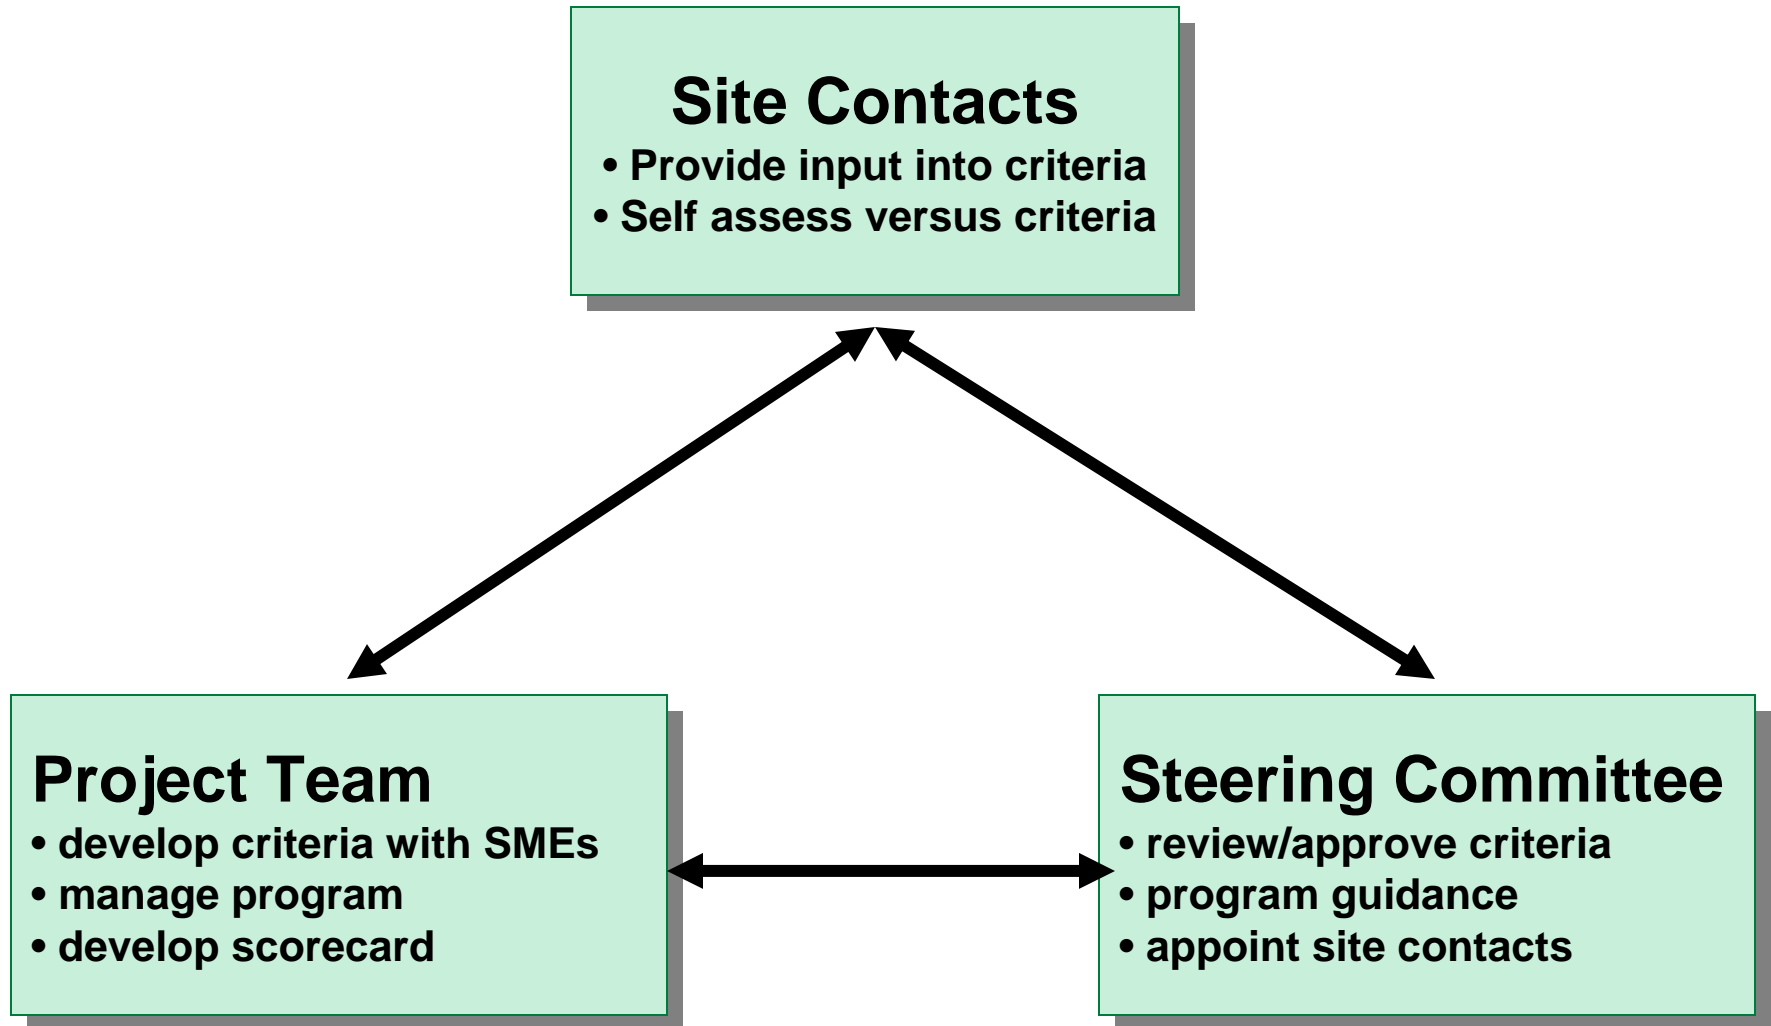 Site Contacts
• Provide input into criteria
• Self assess versus criteria
Project Team
• develop criteria with SMEs
• manage program
• develop scorecard
Steering Committee
• review/approve criteria
• program guidance
• appoint site contacts